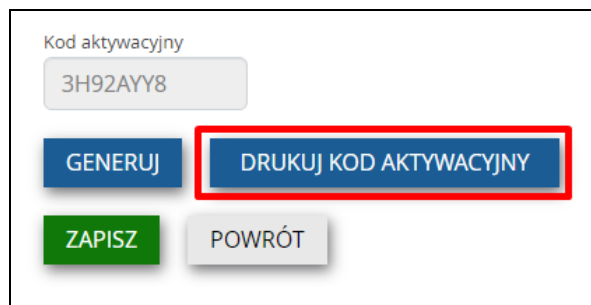 Kod aktywacyjny
3H92AYY8
GENERUJ DRUKUJ KOD AKTYWACYJNY
ZAPISZ POWRÓT